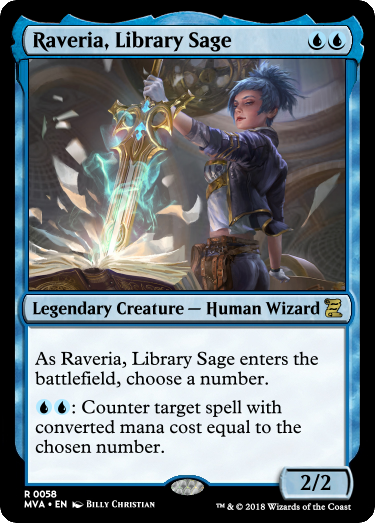 Raveria, Library Sage
Legendary Creature — Human Wizard
As Raveria, Library Sage enters the
battlefield, choose a number.
: Counter target spell with
converted mana cost equal to the
chosen number.
2/2
R 0058
MVA • EN Billy Christian
™ & © 2018 Wizards of the Coast